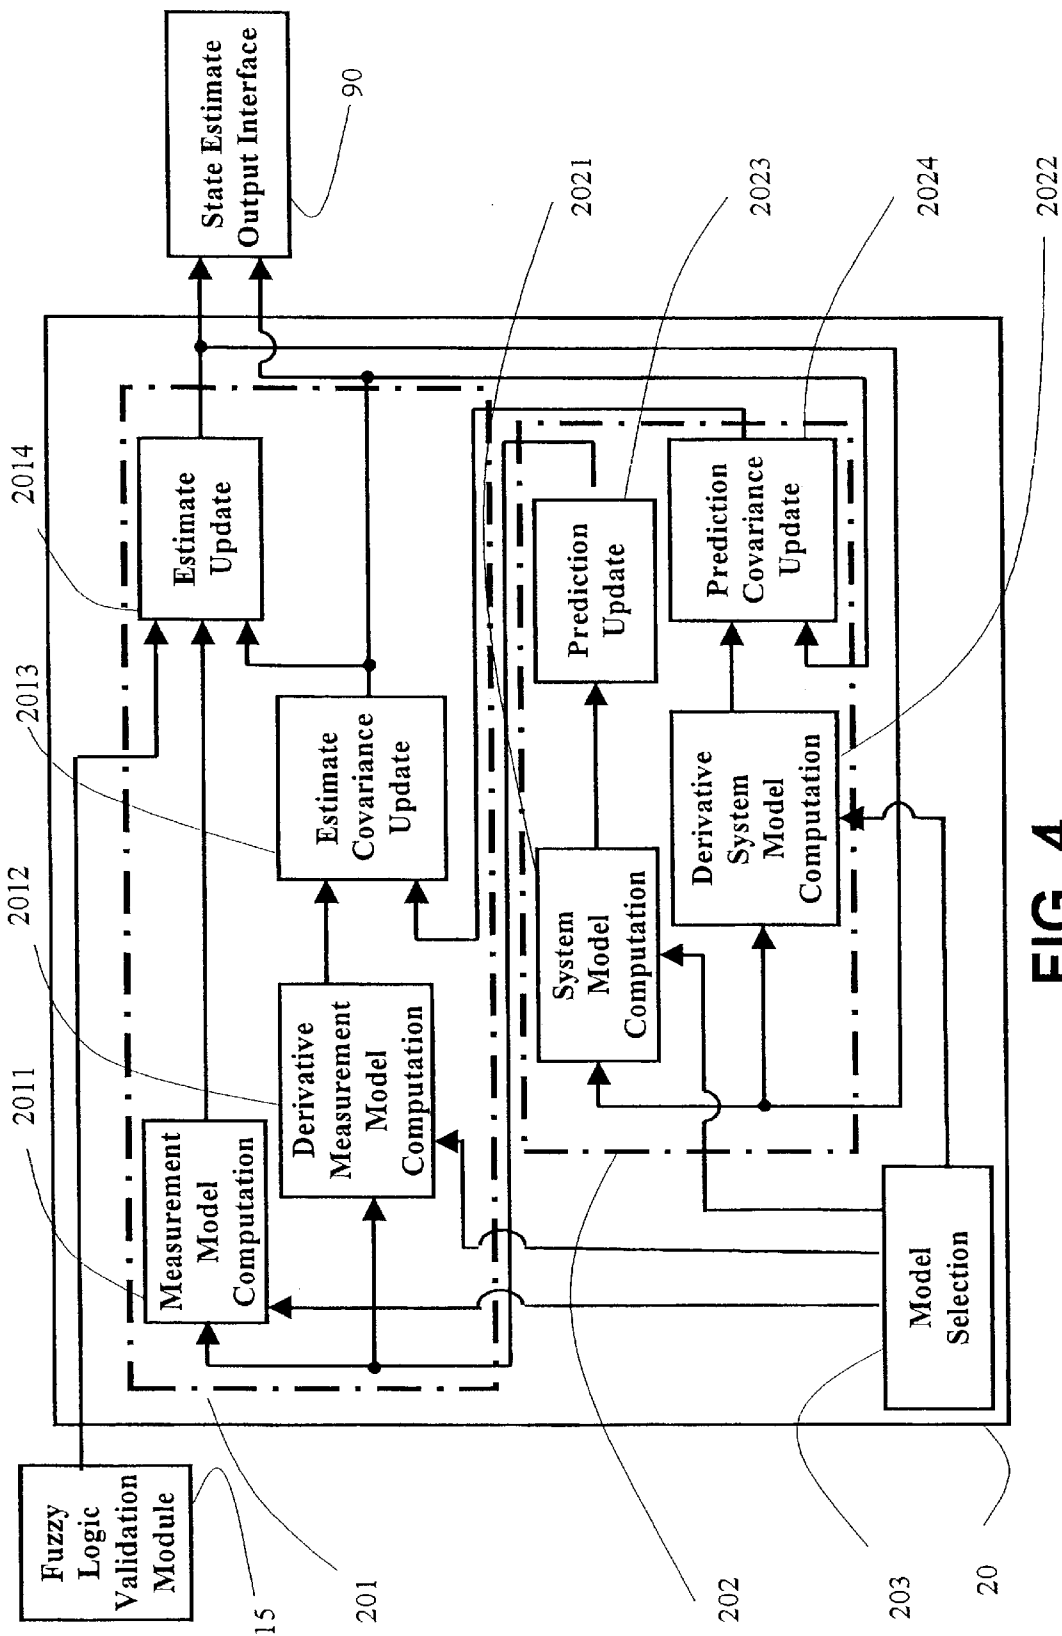 Fuzzy
Logic
Validation
Module
15
201
2011
2012
2013
2014
Measurement
Model
Computation
Derivative
Measurement
Model
Computation
Estimate
Covariance
Update
Estimate
Update
State Estimate
Output Interface
90
System
Model
Computation
Prediction
Update
Derivative
System
Model
Computation
Prediction
Covariance
Update
2021
2023
2024
2022
Model
Selection
202
203
20
FIG. 4